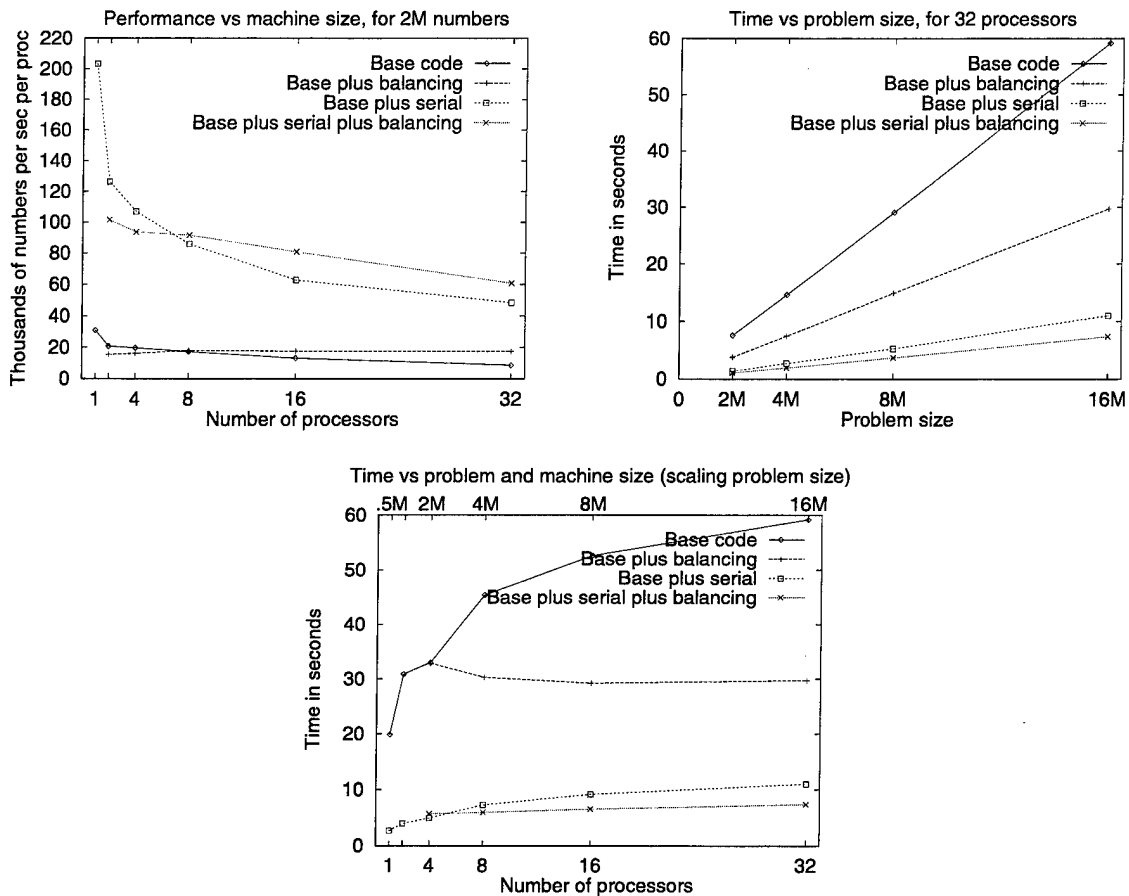 Performance vs machine size, for 2M numbers
Thousands of numbers per sec per proc
220
200
180
160
140
120
100
80
60
40
20
0
Base code
Base plus balancing
Base plus serial
Base plus serial plus balancing
1 4 8 16 32
Number of processors
Time vs problem size, for 32 processors
Time in seconds
60
50
40
30
20
10
0
Base code
Base plus balancing
Base plus serial
Base plus serial plus balancing
0 2M 4M 8M 16M
Problem size
Time vs problem and machine size (scaling problem size)
.5M 2M 4M 8M 16M
Time in seconds
60
50
40
30
20
10
0
Base code
Base plus balancing
Base plus serial
Base plus serial plus balancing
1 4 8 16 32
Number of processors